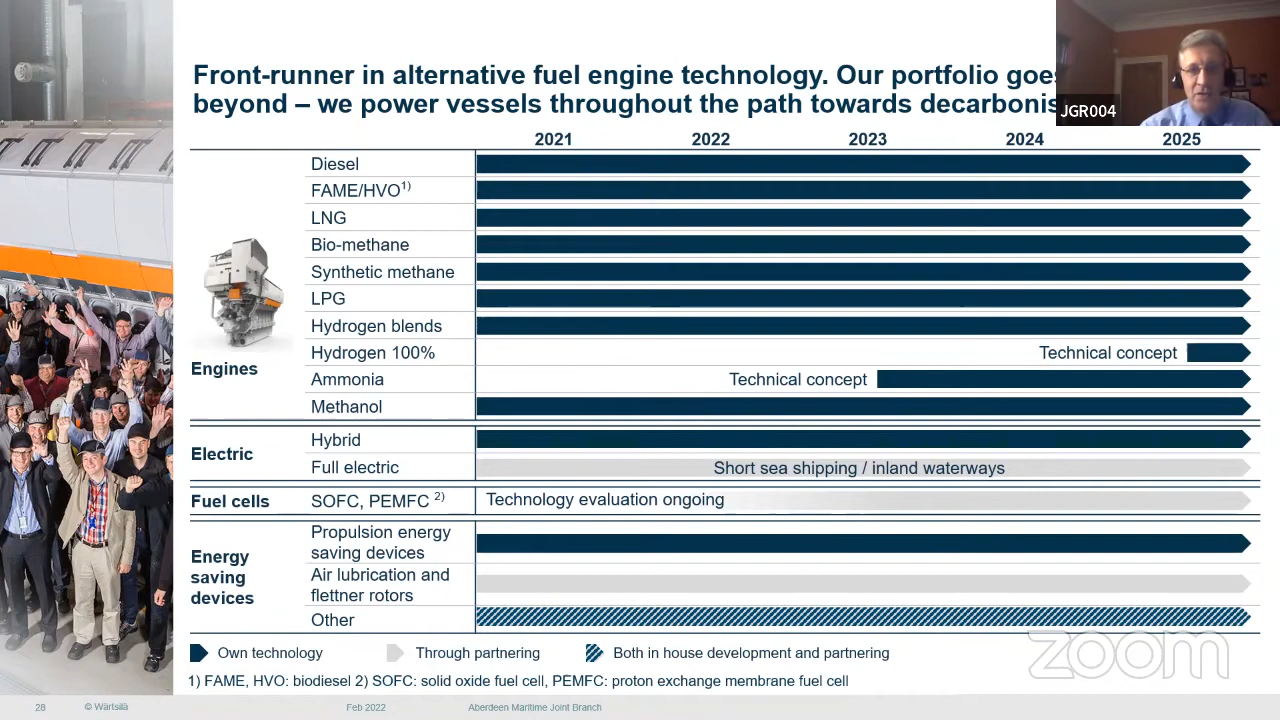 Front-runner in alternative fuel engine technology. Our portfolio goes
beyond – we power vessels throughout the path towards decarbonis
JGR004
2021 2022 2023 2024 2025
Engines
Diesel
FAME/HVO1)
LNG
Bio-methane
Synthetic methane
LPG
Hydrogen blends
Hydrogen 100% Technical concept
Ammonia Technical concept
Methanol
Electric
Hybrid
Full electric Short sea shipping / inland waterways
Fuel cells SOFC, PEMFC 2) Technology evaluation ongoing
Energy
saving
devices
Propulsion energy
saving devices
Air lubrication and
flettner rotors
Other
zoom
Own technology Through partnering Both in house development and partnering
1) FAME, HVO: biodiesel 2) SOFC: solid oxide fuel cell, PEMFC: proton exchange membrane fuel cell
28 © Wärtsilä Feb 2022 Aberdeen Maritime Joint Branch